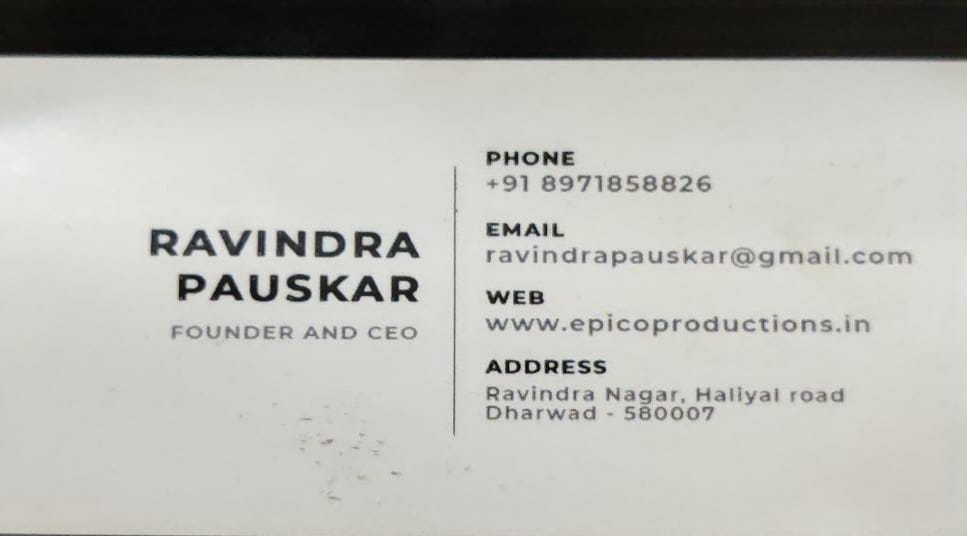 RAVINDRA
PAUSKAR
FOUNDER AND CEO
PHONE
+91 8971858826
EMAIL
ravindrapauskar@gmail.com
WEB
www.epicoproductions.in
ADDRESS
Ravindra Nagar, Haliyal road
Dharwad - 580007